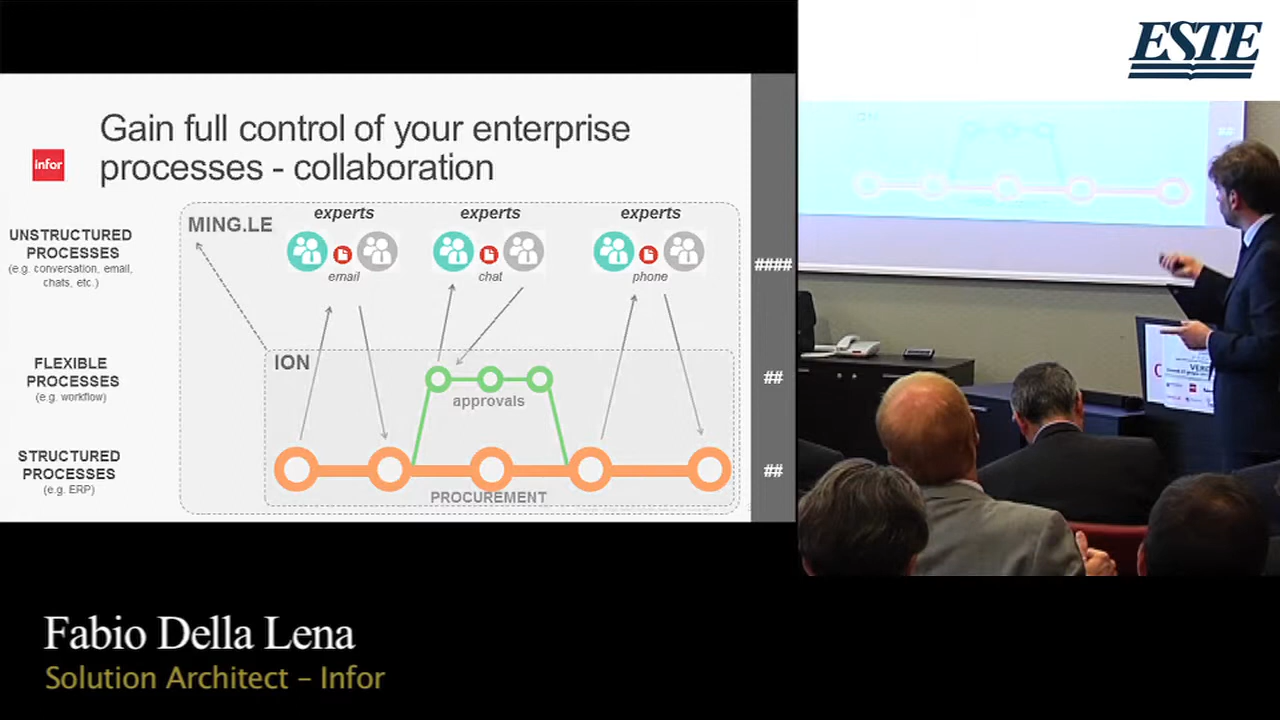 ESTE
Gain full control of your enterprise
processes - collaboration
infor
MING.LE
experts
experts
experts
UNSTRUCTURED
PROCESSES
(e.g. conversation, email,
chats, etc.)
email
chat
phone
####
ION
FLEXIBLE
PROCESSES
(e.g. workflow)
approvals
##
STRUCTURED
PROCESSES
(e.g. ERP)
PROCUREMENT
##
Fabio Della Lena
Solution Architect – Infor